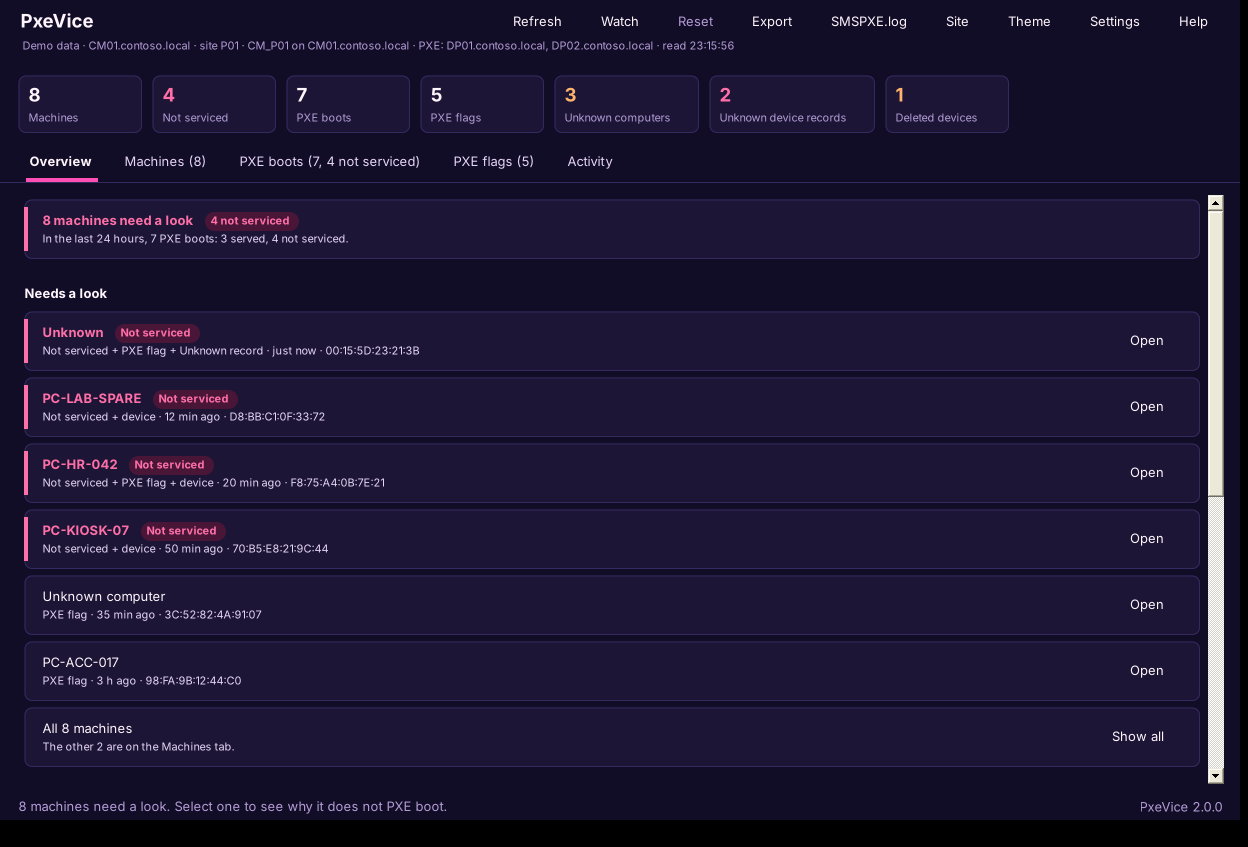 PxeVice
Refresh Watch Reset Export SMSPXE.log Site Theme Settings Help
Demo data · CM01.contoso.local · site P01 · CM_P01 on CM01.contoso.local · PXE: DP01.contoso.local, DP02.contoso.local · read 23:15:56
8 4 7 5 3 2 1
Machines Not serviced PXE boots PXE flags Unknown computers Unknown device records Deleted devices
Overview Machines (8) PXE boots (7, 4 not serviced) PXE flags (5) Activity
8 machines need a look 4 not serviced
In the last 24 hours, 7 PXE boots: 3 served, 4 not serviced.
Needs a look
Unknown Not serviced
Not serviced + PXE flag + Unknown record · just now · 00:15:5D:23:21:3B
Open
PC-LAB-SPARE Not serviced
Not serviced + device · 12 min ago · D8:BB:C1:0F:33:72
Open
PC-HR-042 Not serviced
Not serviced + PXE flag + device · 20 min ago · F8:75:A4:0B:7E:21
Open
PC-KIOSK-07 Not serviced
Not serviced + device · 50 min ago · 70:B5:E8:21:9C:44
Open
Unknown computer
PXE flag · 35 min ago · 3C:52:82:4A:91:07
Open
PC-ACC-017
PXE flag · 3 h ago · 98:FA:9B:12:44:C0
Open
All 8 machines
The other 2 are on the Machines tab.
Show all
8 machines need a look. Select one to see why it does not PXE boot.
PxeVice 2.0.0